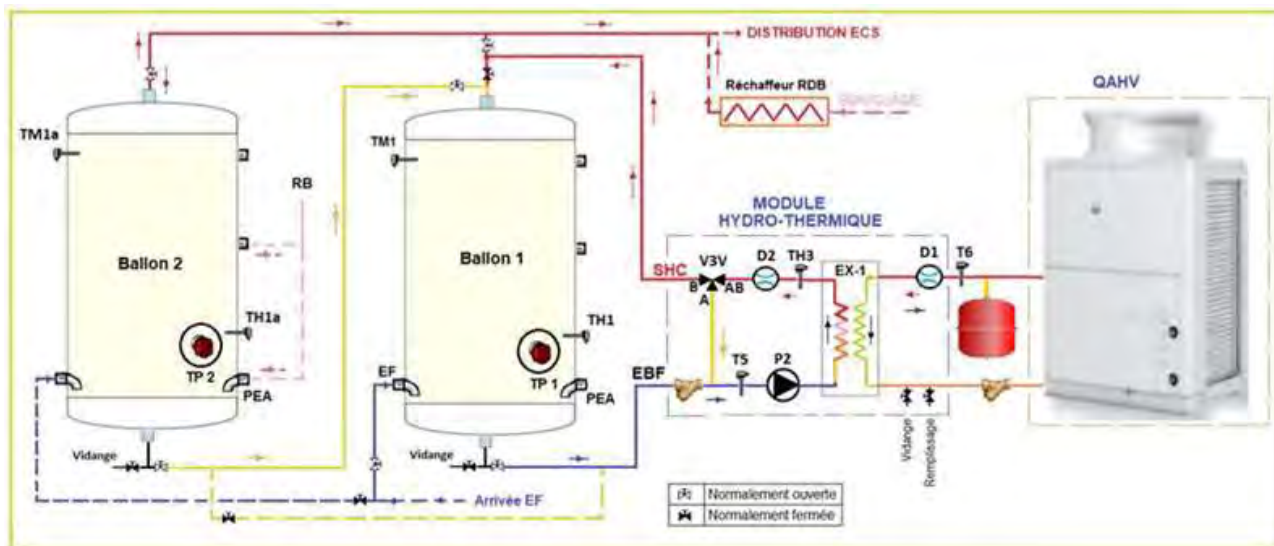 DISTRIBUTION ECS
Réchauffeur RDB
QAHV
TM1a
TM1
RB
MODULE
HYDRO-THERMIQUE
Ballon 2
Ballon 1
SHC
V3V
D2
TH3
EX-1
D1
T6
B
AB
A
TH1a
TH1
EF
EBF
T5
P2
TP 2
PEA
TP 1
PEA
Vidange
Vidange
Vidange
Remplissage
Arrivée EF
Normalement ouverte
Normalement fermée